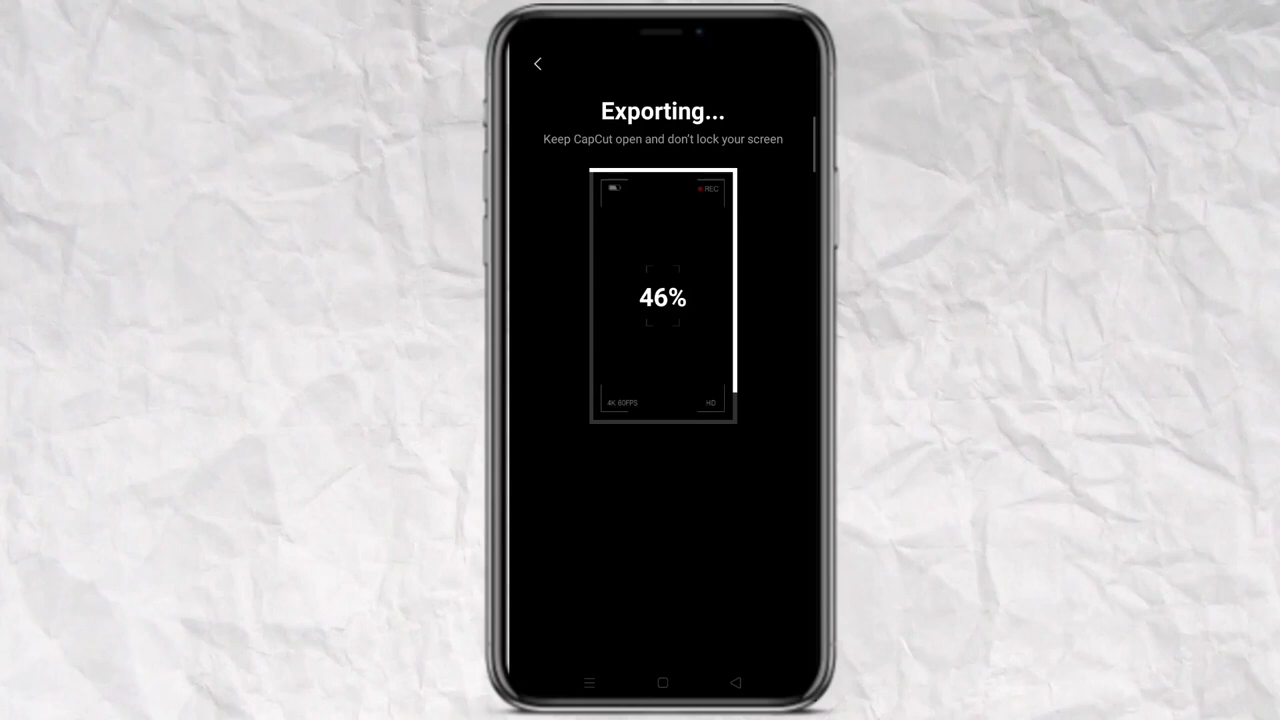 Exporting...
Keep CapCut open and don't lock your screen
REC
46%
4K 60FPS
HD